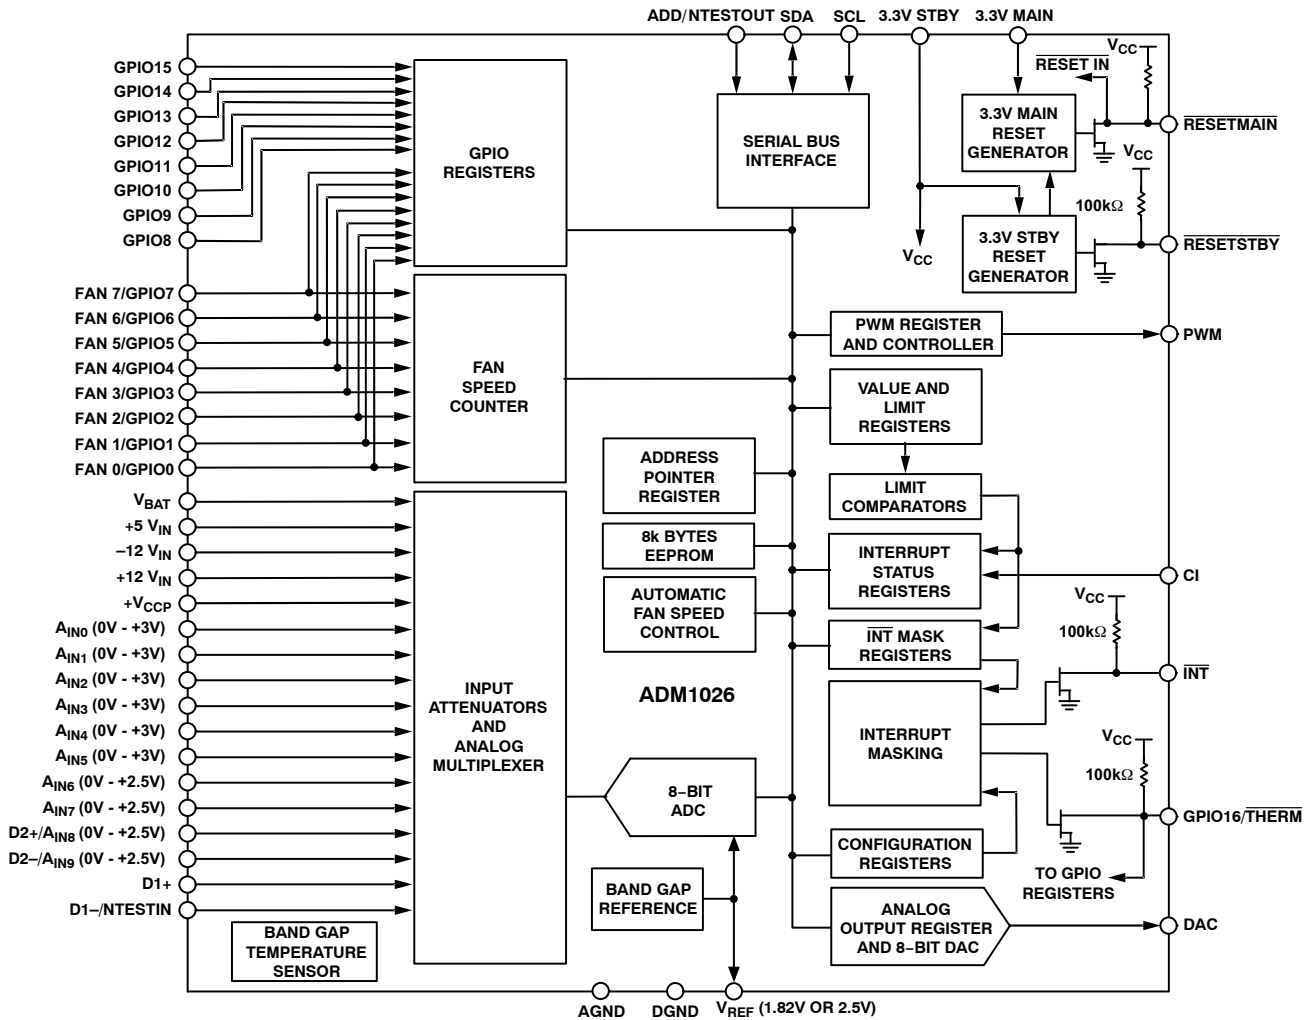 ADD/NTESTOUT SDA SCL 3.3V STBY 3.3V MAIN
GPIO15
GPIO14
GPIO13
GPIO12
GPIO11
GPIO10
GPIO9
GPIO8
GPIO
REGISTERS
SERIAL BUS
INTERFACE
RESET IN
VCC
3.3V MAIN
RESET
GENERATOR
RESETMAIN
VCC
100kΩ
3.3V STBY
RESET
GENERATOR
VCC
RESETSTBY
FAN 7/GPIO7
FAN 6/GPIO6
FAN 5/GPIO5
FAN 4/GPIO4
FAN 3/GPIO3
FAN 2/GPIO2
FAN 1/GPIO1
FAN 0/GPIO0
FAN
SPEED
COUNTER
PWM REGISTER
AND CONTROLLER
PWM
VALUE AND
LIMIT
REGISTERS
ADDRESS
POINTER
REGISTER
LIMIT
COMPARATORS
8k BYTES
EEPROM
INTERRUPT
STATUS
REGISTERS
CI
AUTOMATIC
FAN SPEED
CONTROL
INT MASK
REGISTERS
VCC
100kΩ
INT
VBAT
+5 VIN
–12 VIN
+12 VIN
+VCCP
AIN0 (0V - +3V)
AIN1 (0V - +3V)
AIN2 (0V - +3V)
AIN3 (0V - +3V)
AIN4 (0V - +3V)
AIN5 (0V - +3V)
AIN6 (0V - +2.5V)
AIN7 (0V - +2.5V)
D2+/AIN8 (0V - +2.5V)
D2–/AIN9 (0V - +2.5V)
D1+
D1–/NTESTIN
INPUT
ATTENUATORS
AND
ANALOG
MULTIPLEXER
ADM1026
INTERRUPT
MASKING
VCC
100kΩ
GPIO16/THERM
8–BIT
ADC
CONFIGURATION
REGISTERS
TO GPIO
REGISTERS
BAND GAP
REFERENCE
ANALOG
OUTPUT REGISTER
AND 8–BIT DAC
DAC
BAND GAP
TEMPERATURE
SENSOR
AGND DGND VREF (1.82V OR 2.5V)